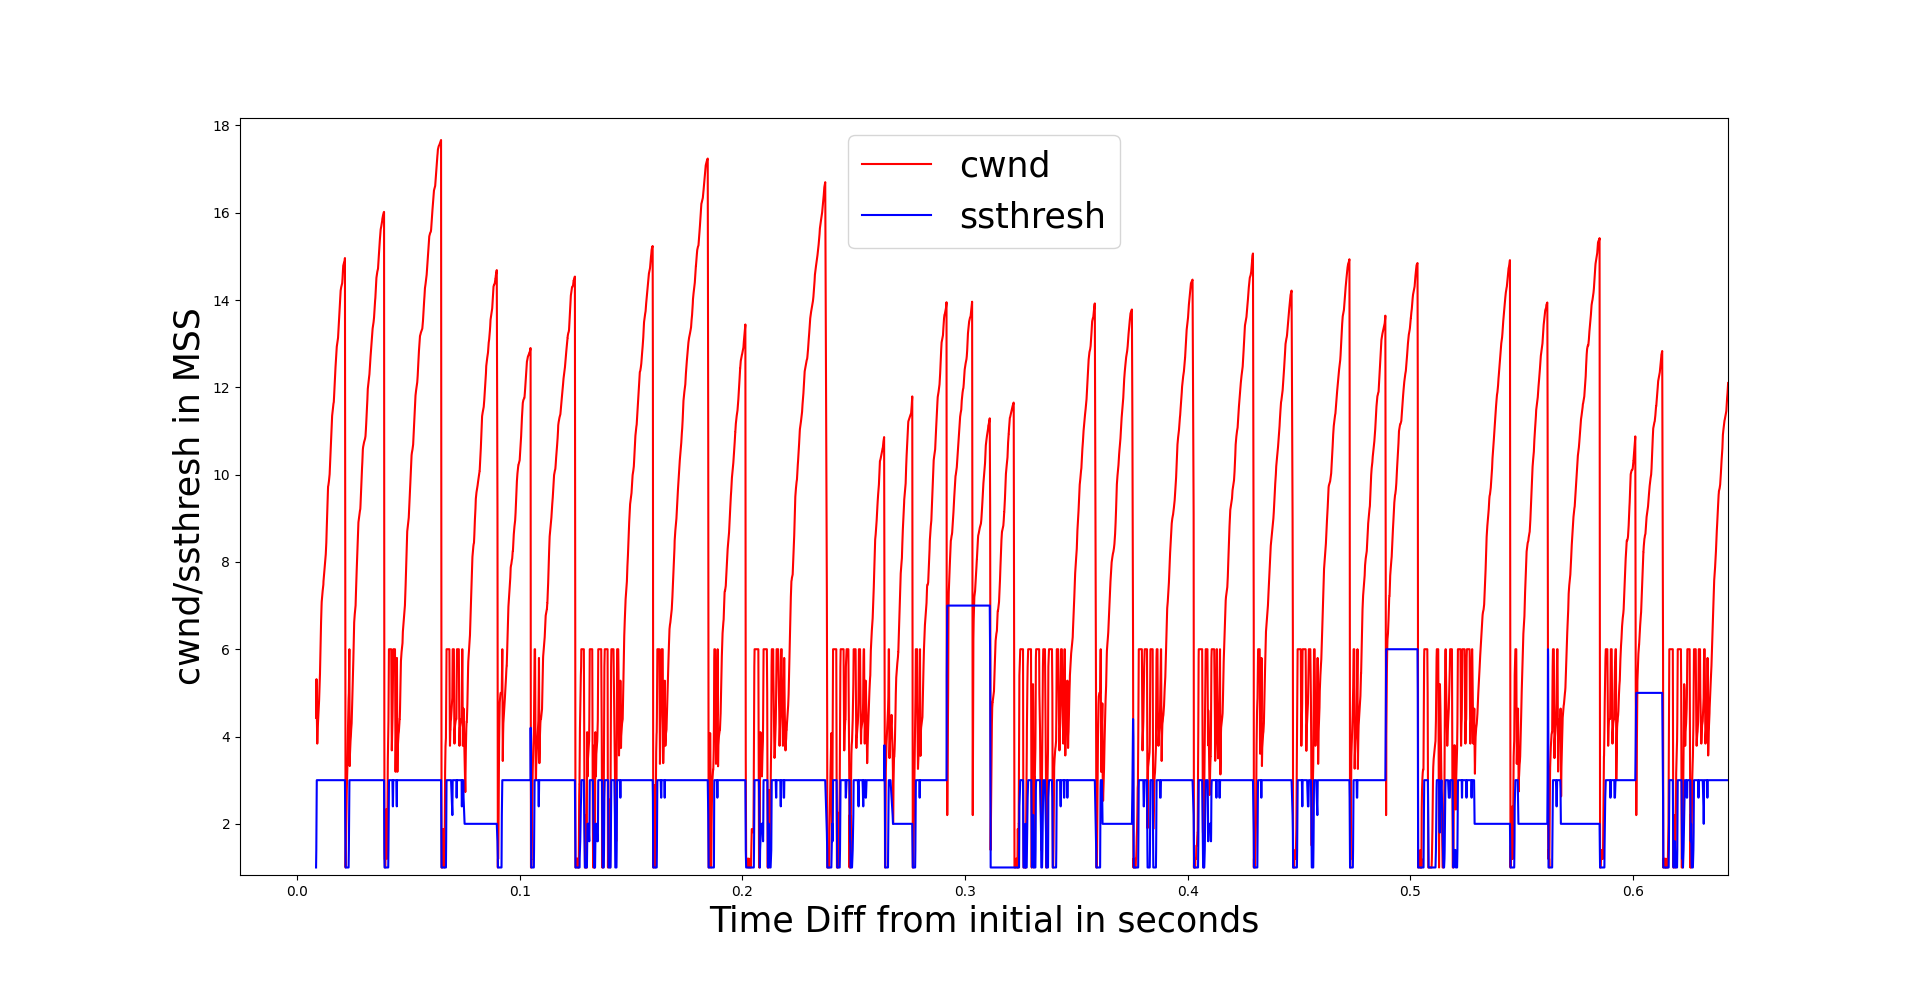 cwnd/ssthresh in MSS
18
16
14
12
10
8
6
4
2
cwnd
ssthresh
0.0 0.1 0.2 0.3 0.4 0.5 0.6
Time Diff from initial in seconds